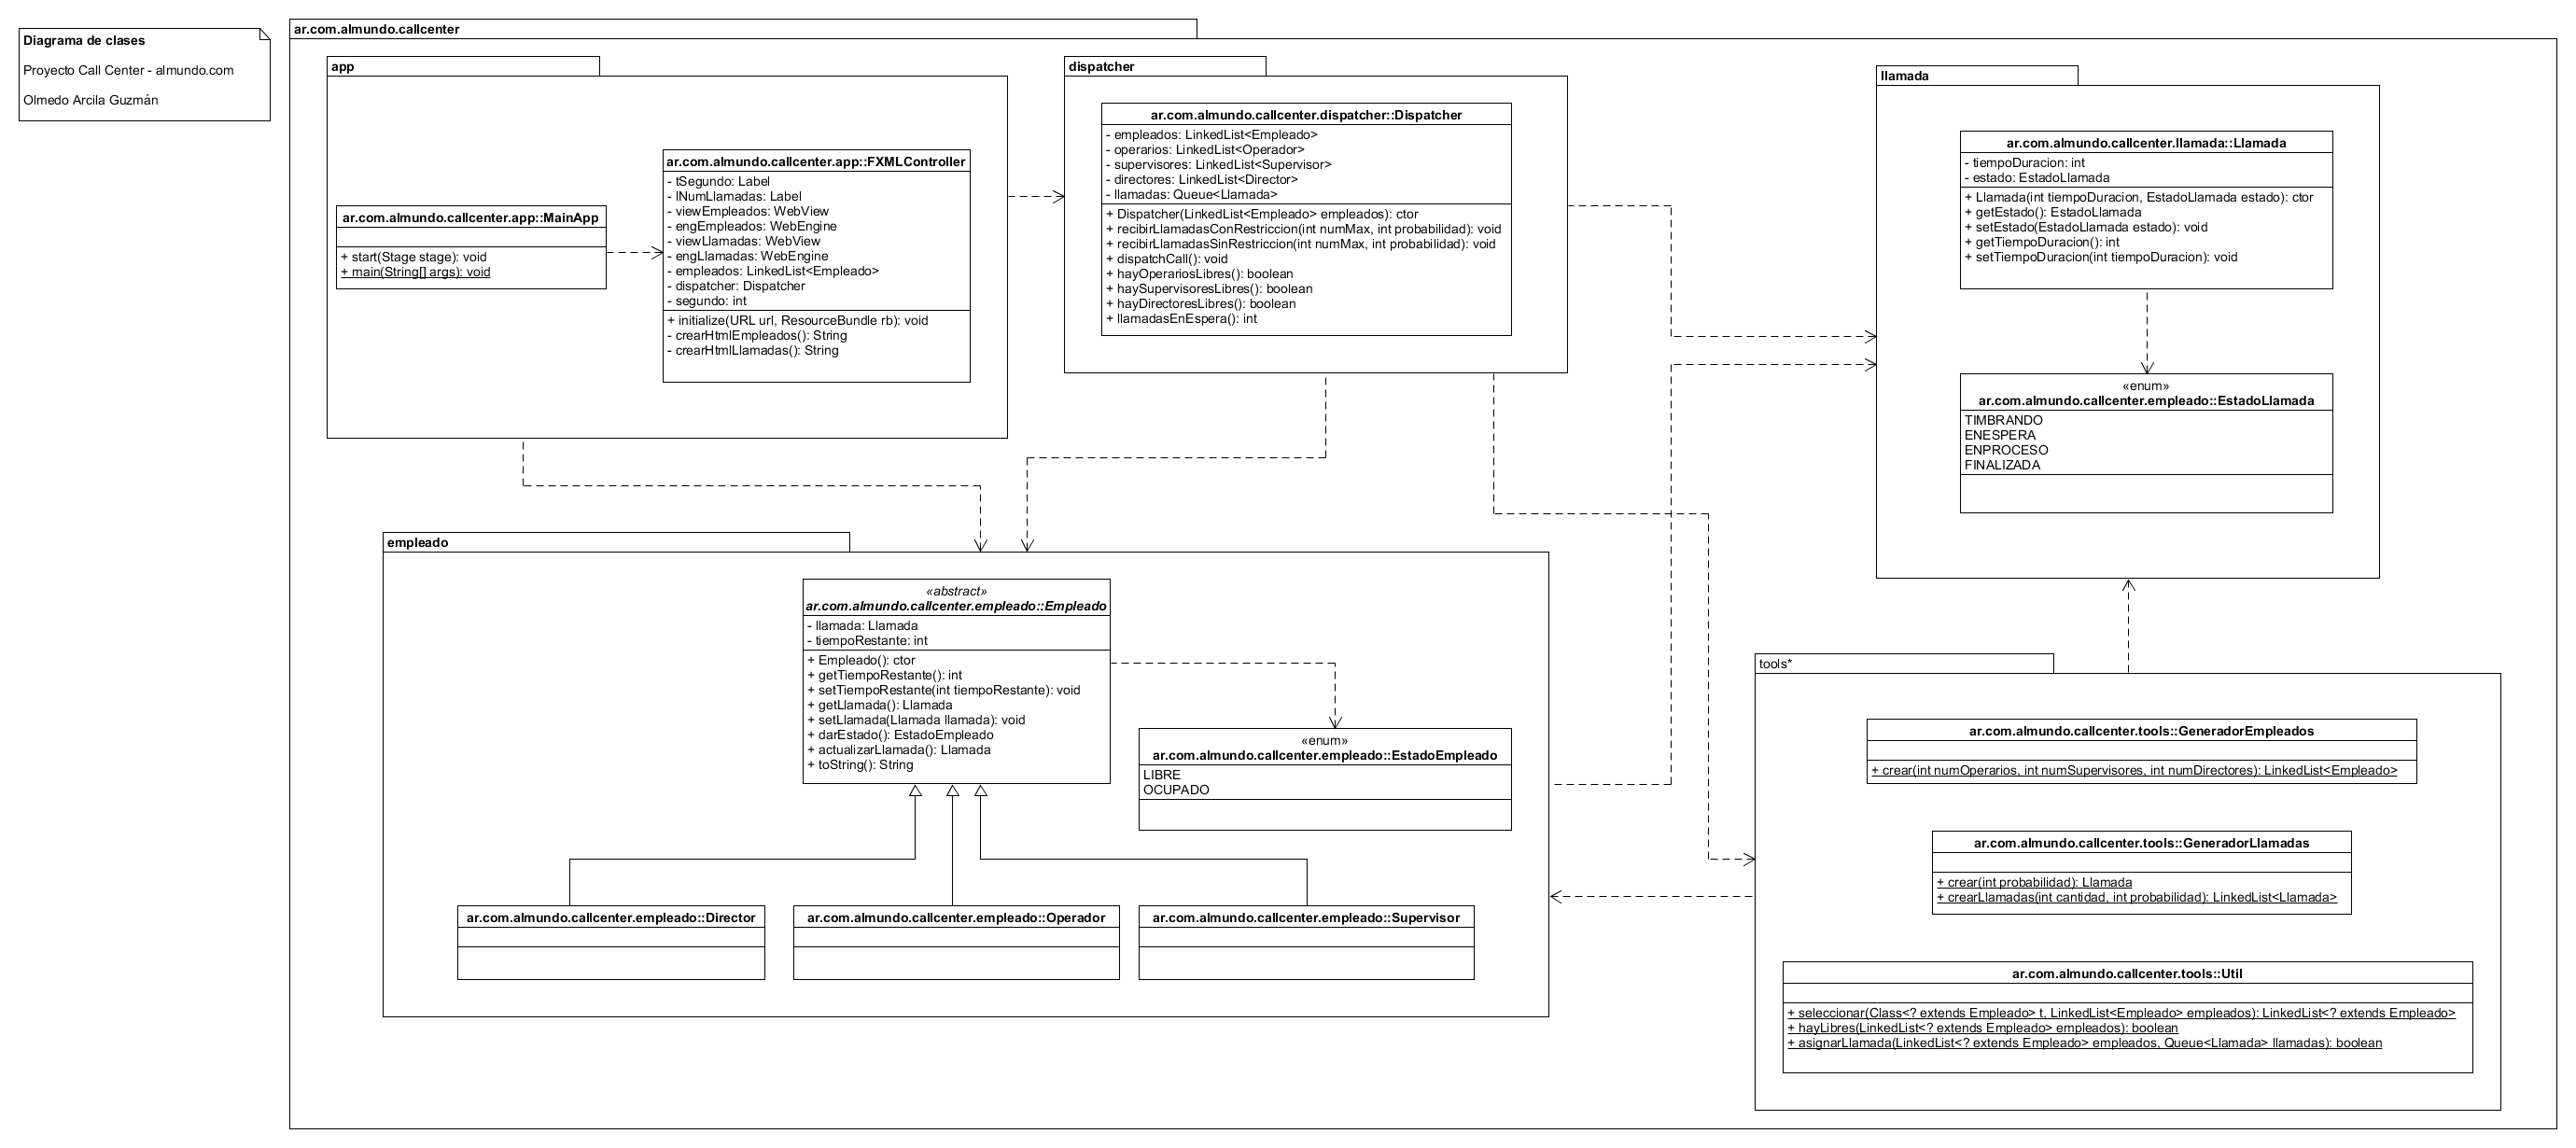 Diagrama de clases
Proyecto Call Center - almundo.com
Olmedo Arcila Guzmán
ar.com.almundo.callcenter
app
ar.com.almundo.callcenter.app::MainApp
+ start(Stage stage): void
+ main(String[] args): void
ar.com.almundo.callcenter.app::FXMLController
- tSegundo: Label
- lNumLlamadas: Label
- viewEmpleados: WebView
- engEmpleados: WebEngine
- viewLlamadas: WebView
- engLlamadas: WebEngine
- empleados: LinkedList<Empleado>
- dispatcher: Dispatcher
- segundo: int
+ initialize(URL url, ResourceBundle rb): void
- crearHtmlEmpleados(): String
- crearHtmlLlamadas(): String
dispatcher
ar.com.almundo.callcenter.dispatcher::Dispatcher
- empleados: LinkedList<Empleado>
- operarios: LinkedList<Operador>
- supervisores: LinkedList<Supervisor>
- directores: LinkedList<Director>
- llamadas: Queue<Llamada>
+ Dispatcher(LinkedList<Empleado> empleados): ctor
+ recibirLlamadasConRestriccion(int numMax, int probabilidad): void
+ recibirLlamadasSinRestriccion(int numMax, int probabilidad): void
+ dispatchCall(): void
+ hayOperariosLibres(): boolean
+ haySupervisoresLibres(): boolean
+ hayDirectoresLibres(): boolean
+ llamadasEnEspera(): int
llamada
ar.com.almundo.callcenter.llamada::Llamada
- tiempoDuracion: int
- estado: EstadoLlamada
+ Llamada(int tiempoDuracion, EstadoLlamada estado): ctor
+ getEstado(): EstadoLlamada
+ setEstado(EstadoLlamada estado): void
+ getTiempoDuracion(): int
+ setTiempoDuracion(int tiempoDuracion): void
«enum»
ar.com.almundo.callcenter.empleado::EstadoLlamada
TIMBRANDO
ENESPERA
ENPROCESO
FINALIZADA
empleado
«abstract»
ar.com.almundo.callcenter.empleado::Empleado
- llamada: Llamada
- tiempoRestante: int
+ Empleado(): ctor
+ getTiempoRestante(): int
+ setTiempoRestante(int tiempoRestante): void
+ getLlamada(): Llamada
+ setLlamada(Llamada llamada): void
+ darEstado(): EstadoEmpleado
+ actualizarLlamada(): Llamada
+ toString(): String
«enum»
ar.com.almundo.callcenter.empleado::EstadoEmpleado
LIBRE
OCUPADO
ar.com.almundo.callcenter.empleado::Director
ar.com.almundo.callcenter.empleado::Operador
ar.com.almundo.callcenter.empleado::Supervisor
tools*
ar.com.almundo.callcenter.tools::GeneradorEmpleados
+ crear(int numOperarios, int numSupervisores, int numDirectores): LinkedList<Empleado>
ar.com.almundo.callcenter.tools::GeneradorLlamadas
+ crear(int probabilidad): Llamada
+ crearLlamadas(int cantidad, int probabilidad): LinkedList<Llamada>
ar.com.almundo.callcenter.tools::Util
+ seleccionar(Class<? extends Empleado> t, LinkedList<Empleado> empleados): LinkedList<? extends Empleado>
+ hayLibres(LinkedList<? extends Empleado> empleados): boolean
+ asignarLlamada(LinkedList<? extends Empleado> empleados, Queue<Llamada> llamadas): boolean